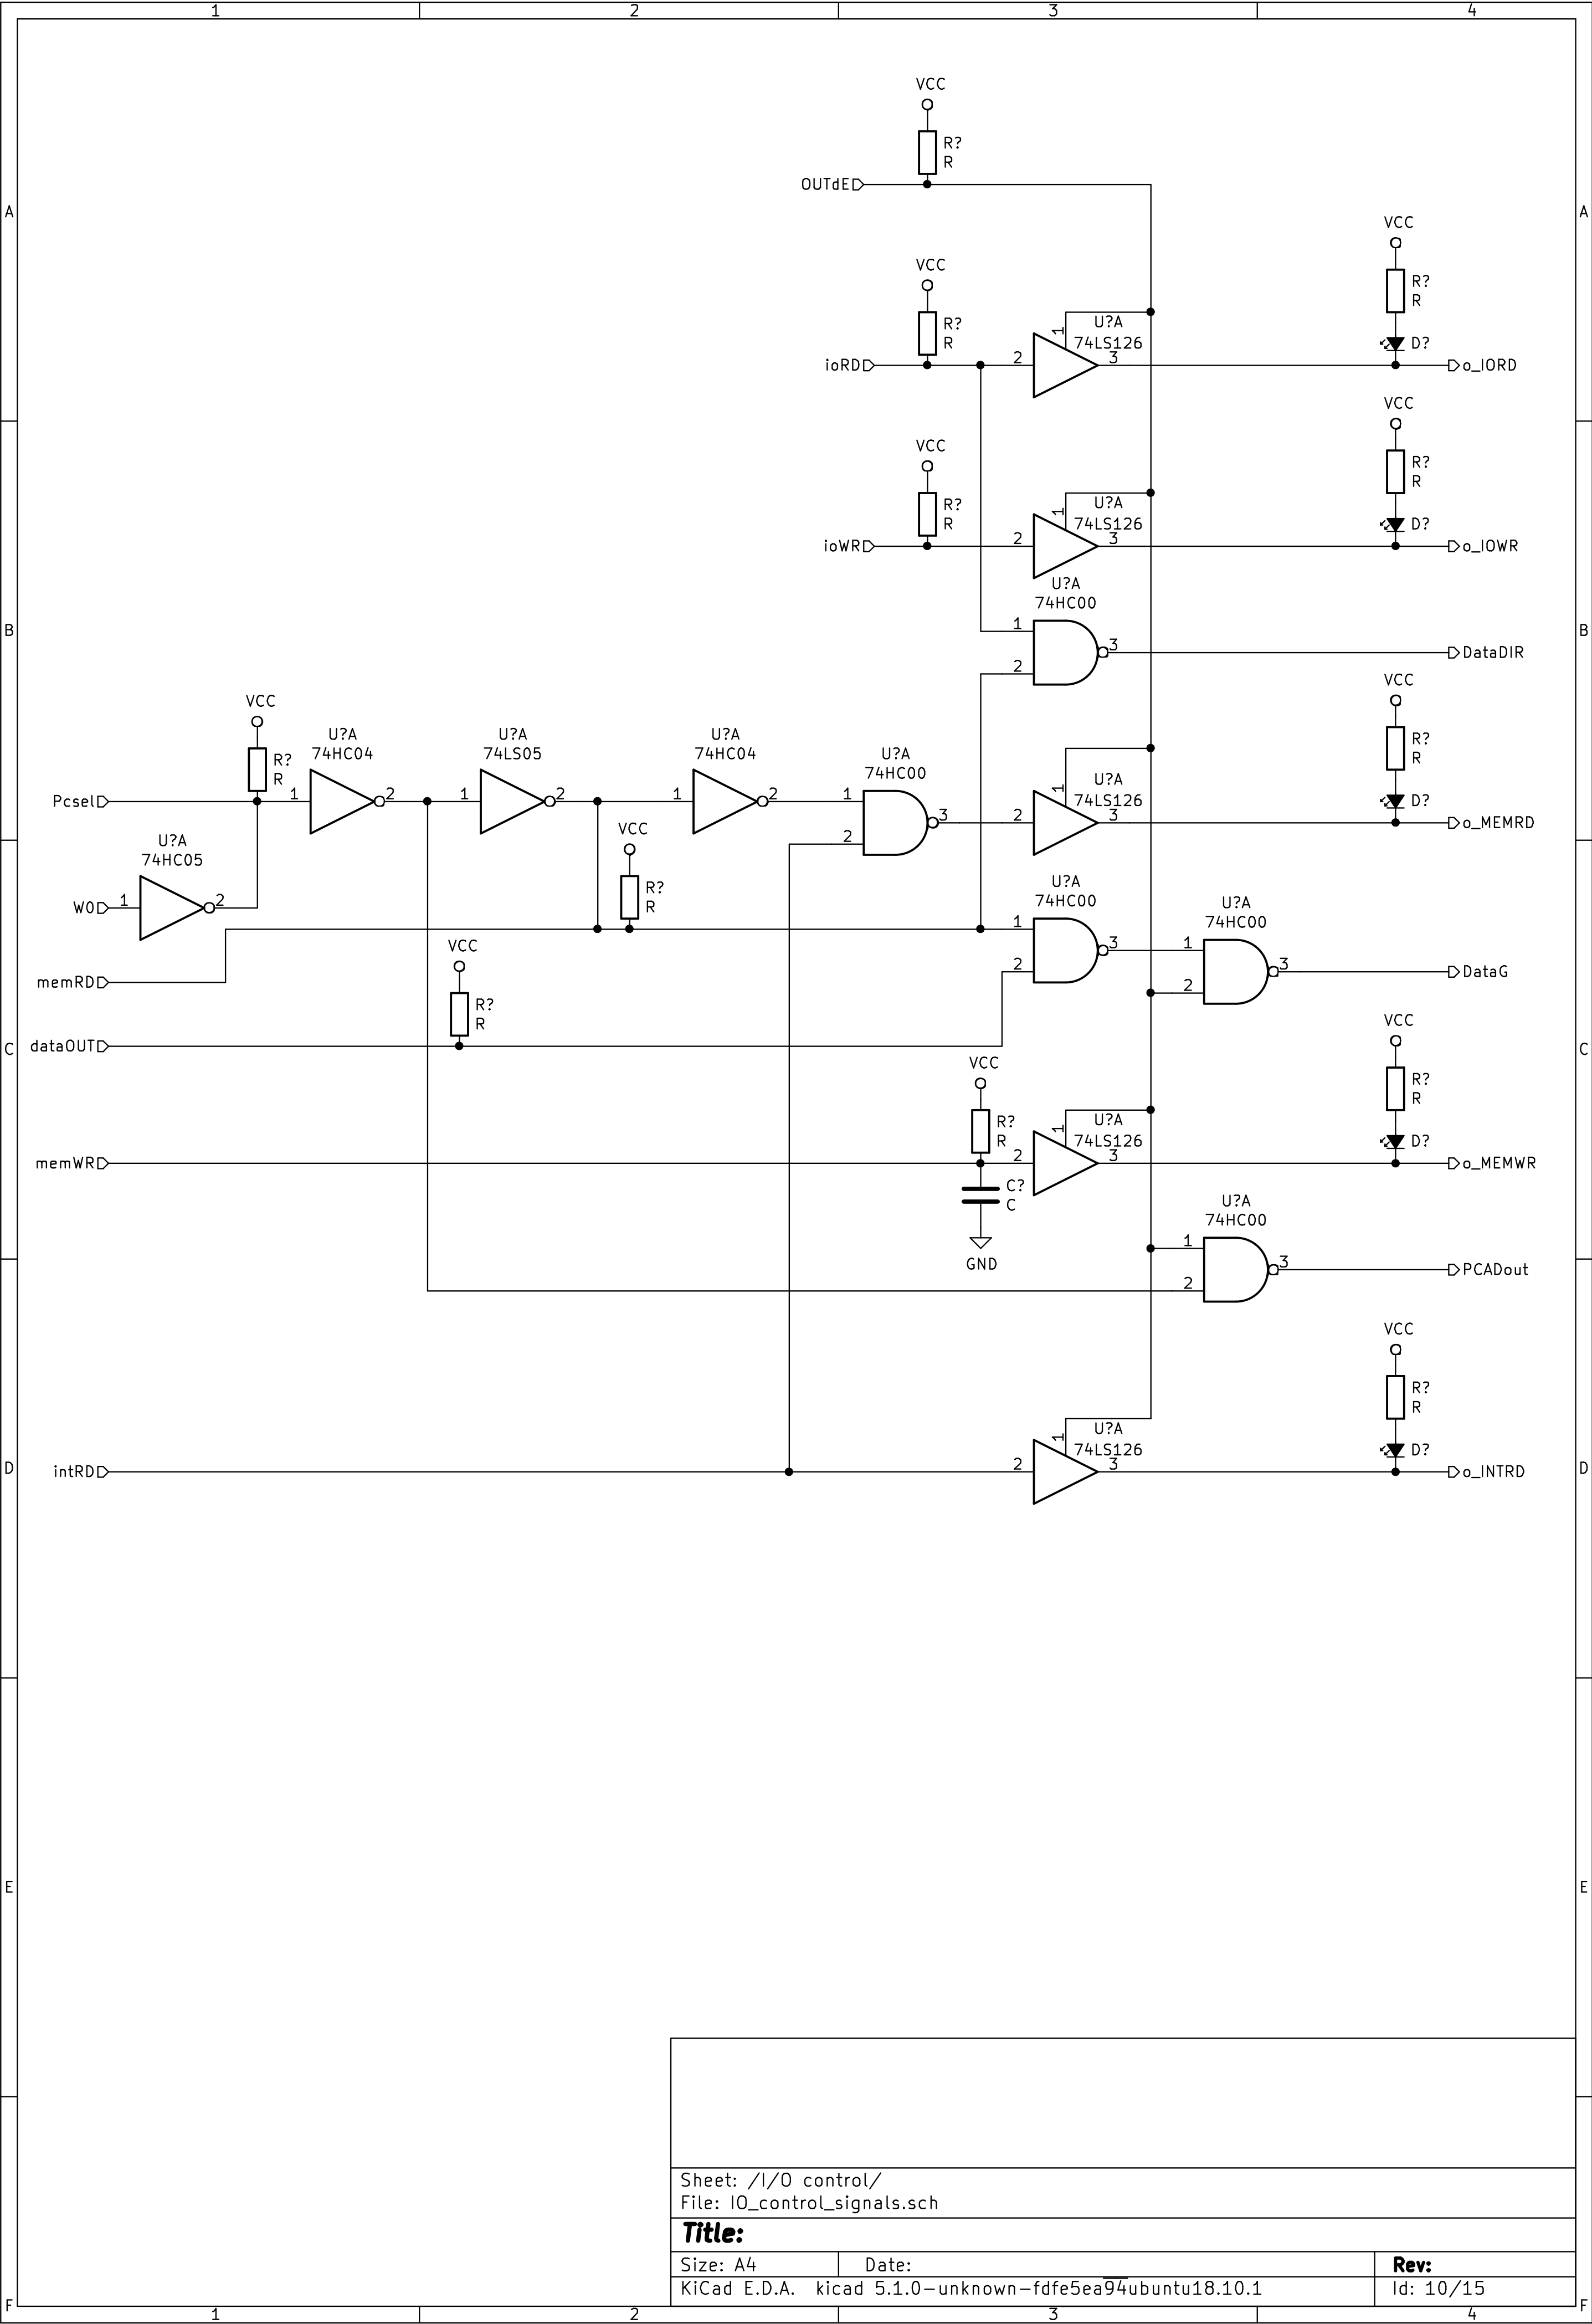 1 2 3 4
VCC
R?
R
OUTdE
A A
VCC
VCC
R?
R
R?
R
U?A
74LS126
1
D?
ioRD 2 3 o_IORD
VCC
VCC
R?
R
R?
R
U?A
74LS126
1
D?
ioWR 2 3 o_IOWR
U?A
74HC00
B 1 B
3 DataDIR
2
VCC
VCC
U?A
74HC04
U?A
74LS05
U?A
74HC04
R?
R
U?A
74HC00
R?
R
U?A
74LS126
1
D?
Pcsel 1 2 1 2 1 2 1
3 2 3 o_MEMRD
2
U?A
74HC05
VCC
R?
R
U?A
74HC00
U?A
74HC00
W0 1 2
1
VCC
3 1
2 3 DataG
memRD
2
R?
R
VCC
C dataOUT C
VCC
R?
R
R?
R
U?A
74LS126
1
D?
memWR 2 3 o_MEMWR
C?
C
U?A
74HC00
GND
1
3 PCADout
2
VCC
R?
R
U?A
74LS126
1
D?
D intRD 2 3 o_INTRD D
E E
Sheet: /I/O control/
File: IO_control_signals.sch
Title:
Size: A4 Date: Rev:
KiCad E.D.A. kicad 5.1.0-unknown-fdfe5ea94ubuntu18.10.1 Id: 10/15
F F
1 2 3 4